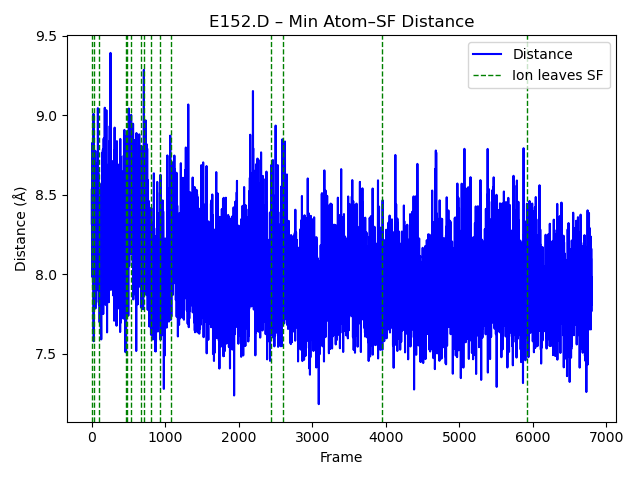 E152.D – Min Atom–SF Distance
Distance
Ion leaves SF
Distance (Å)
9.5
9.0
8.5
8.0
7.5
0 1000 2000 3000 4000 5000 6000 7000
Frame